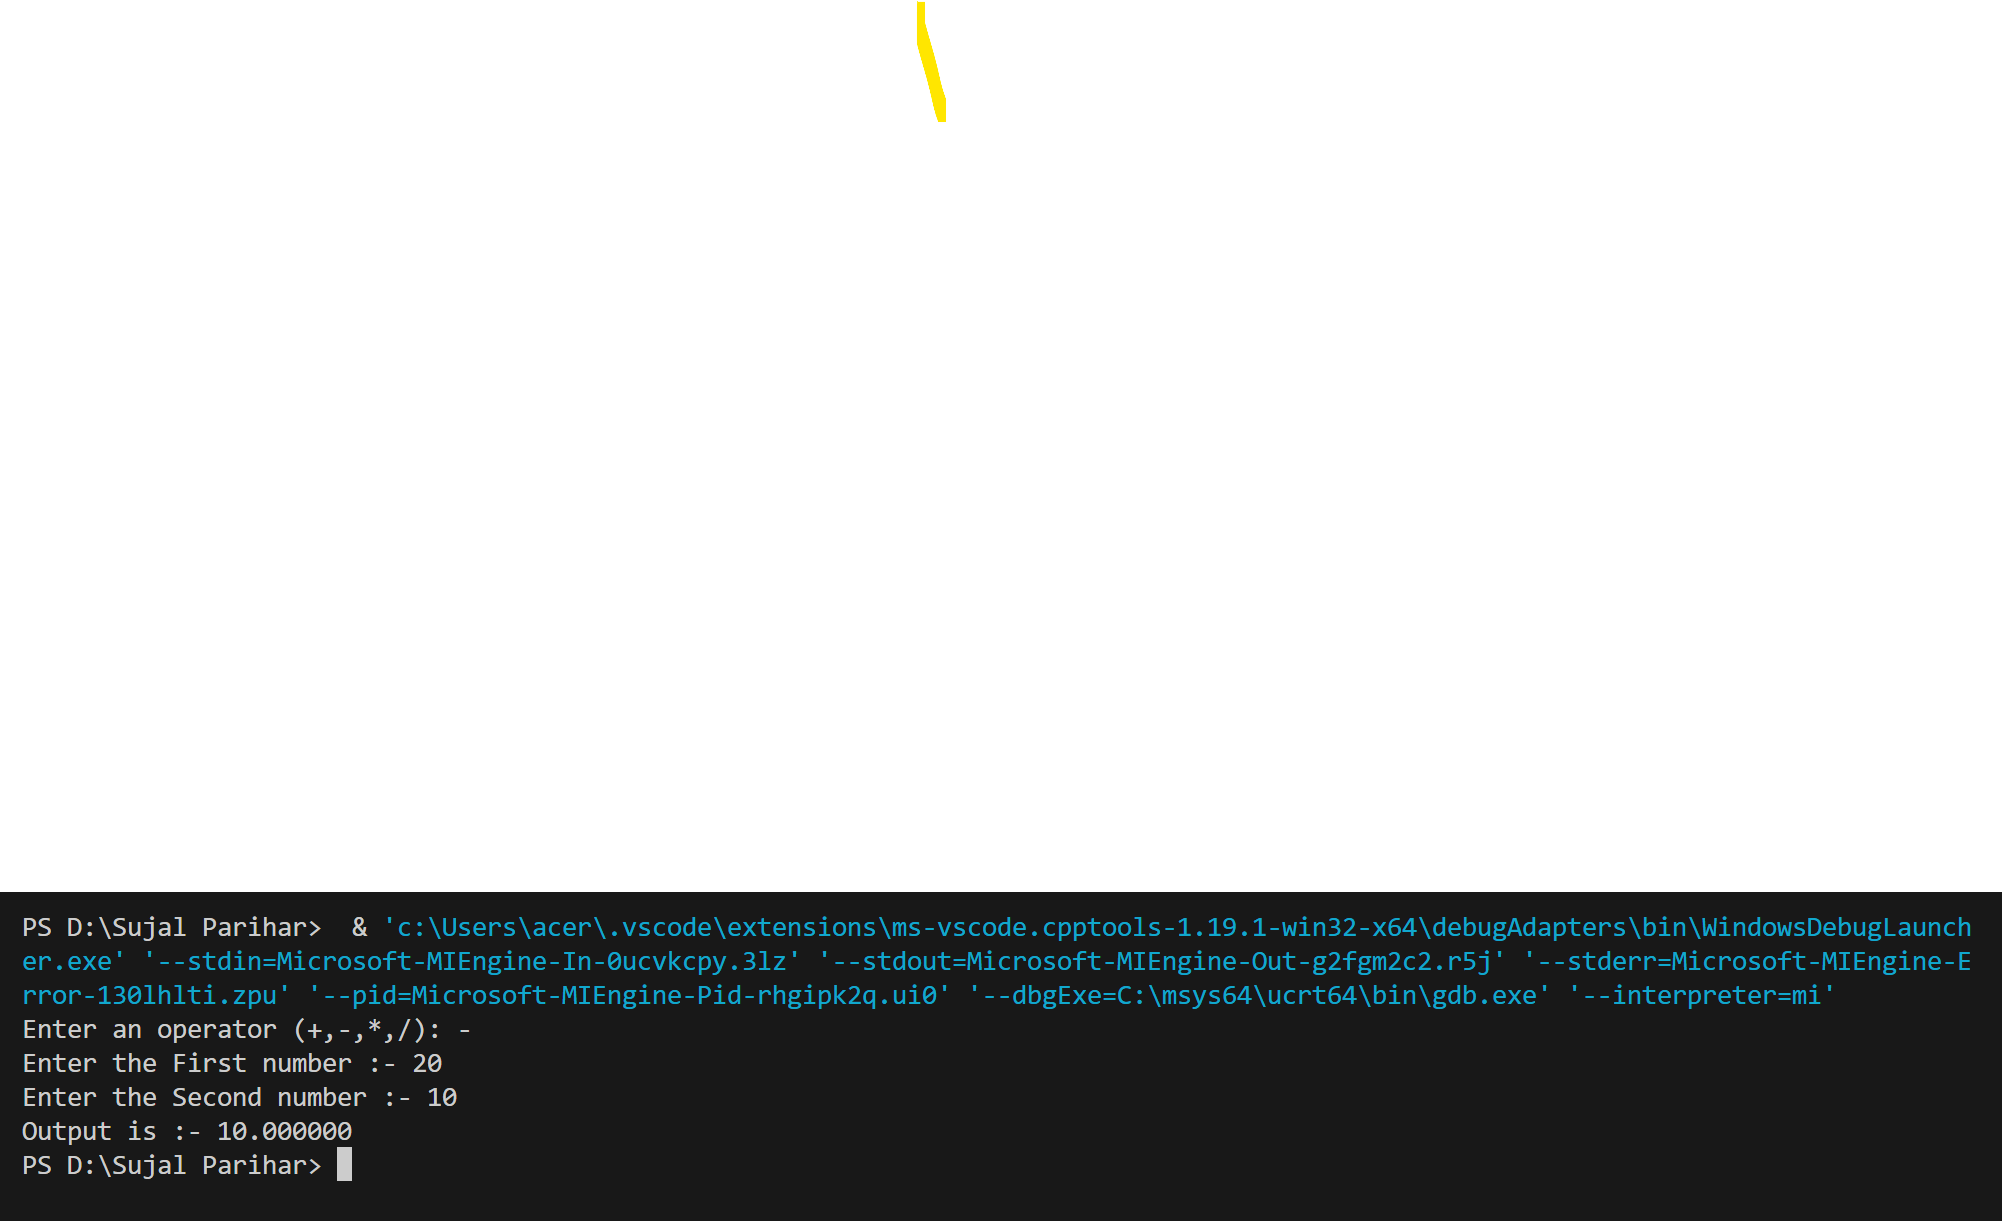 PS D:\Sujal Parihar>  & 'c:\Users\acer\.vscode\extensions\ms-vscode.cpptools-1.19.1-win32-x64\debugAdapters\bin\WindowsDebugLaunch
er.exe' '--stdin=Microsoft-MIEngine-In-0ucvkcpy.3lz' '--stdout=Microsoft-MIEngine-Out-g2fgm2c2.r5j' '--stderr=Microsoft-MIEngine-E
rror-130lhlti.zpu' '--pid=Microsoft-MIEngine-Pid-rhgipk2q.ui0' '--dbgExe=C:\msys64\ucrt64\bin\gdb.exe' '--interpreter=mi'
Enter an operator (+,-,*,/): -
Enter the First number :- 20
Enter the Second number :- 10
Output is :- 10.000000
PS D:\Sujal Parihar>